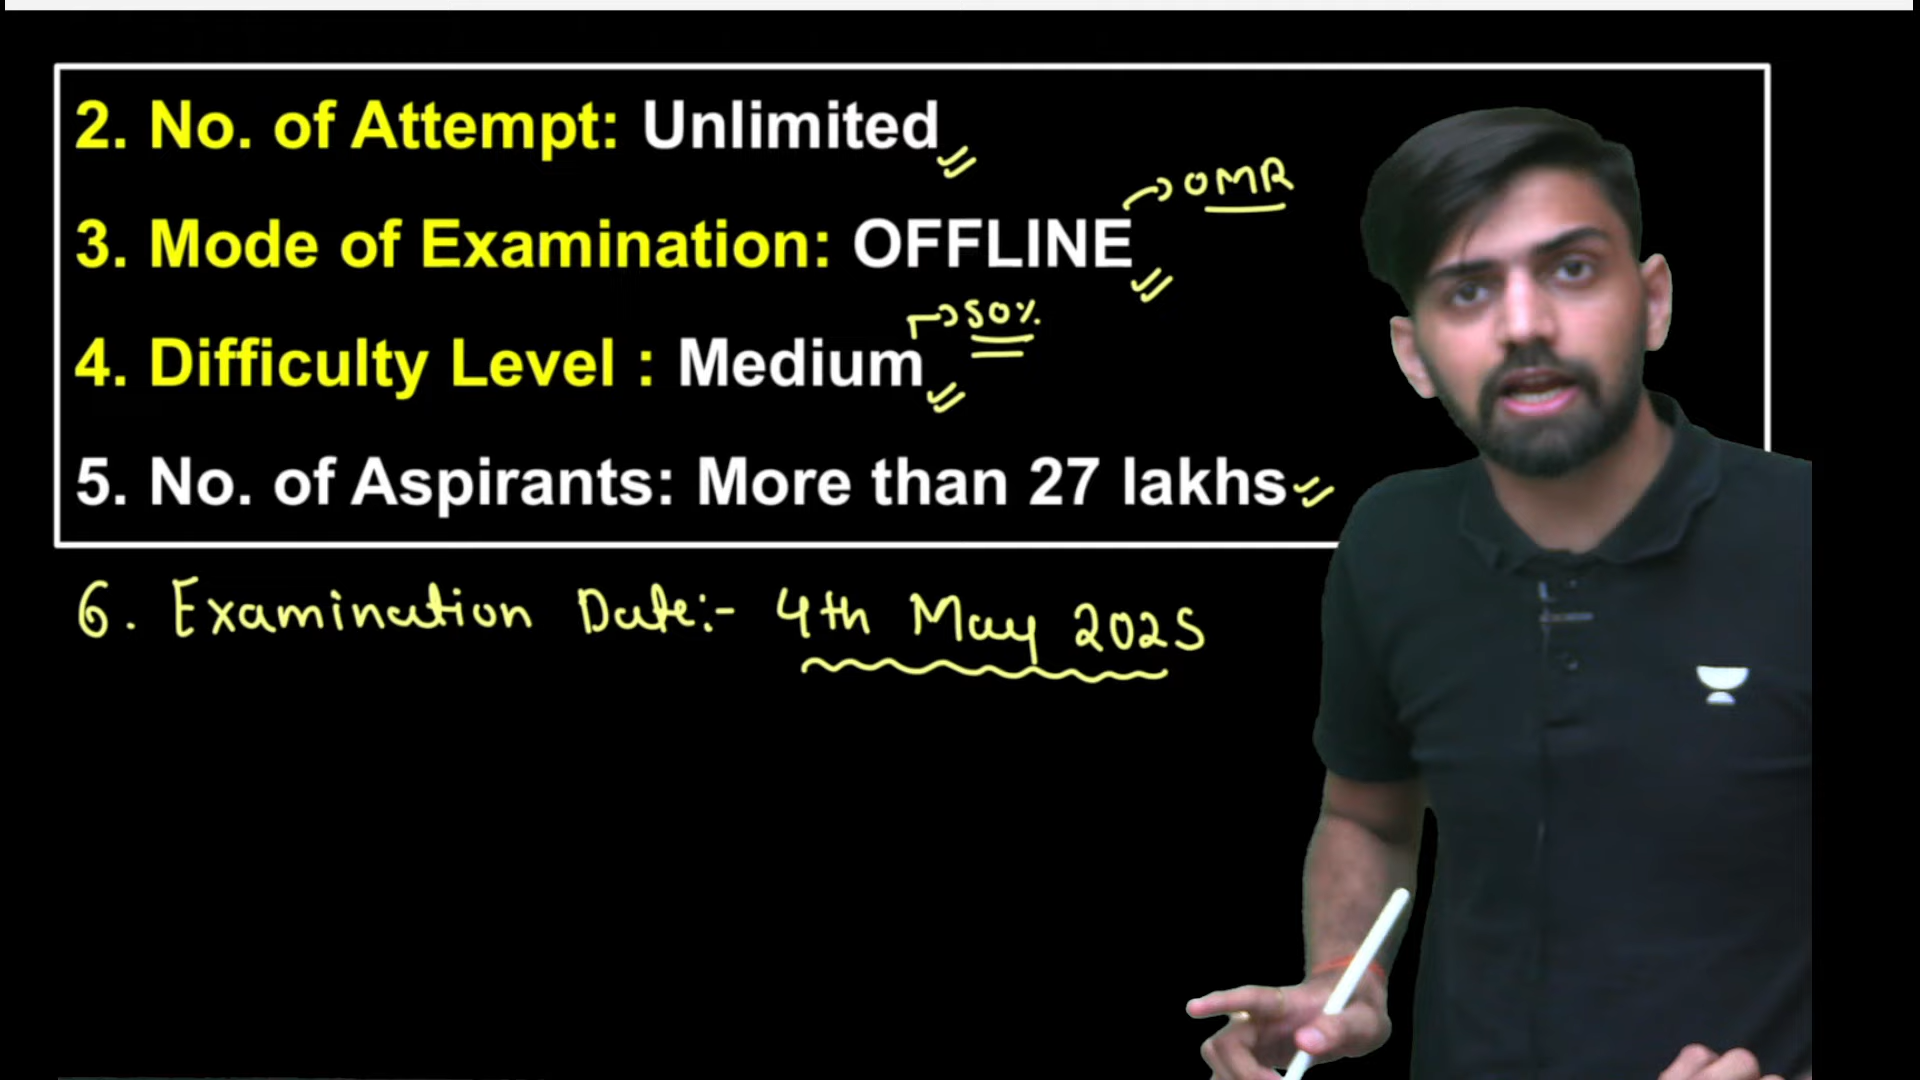 2. No. of Attempt: Unlimited
OMR
3. Mode of Examination: OFFLINE
50%
4. Difficulty Level : Medium
5. No. of Aspirants: More than 27 lakhs
6. Examination Date:- 4th May 2025